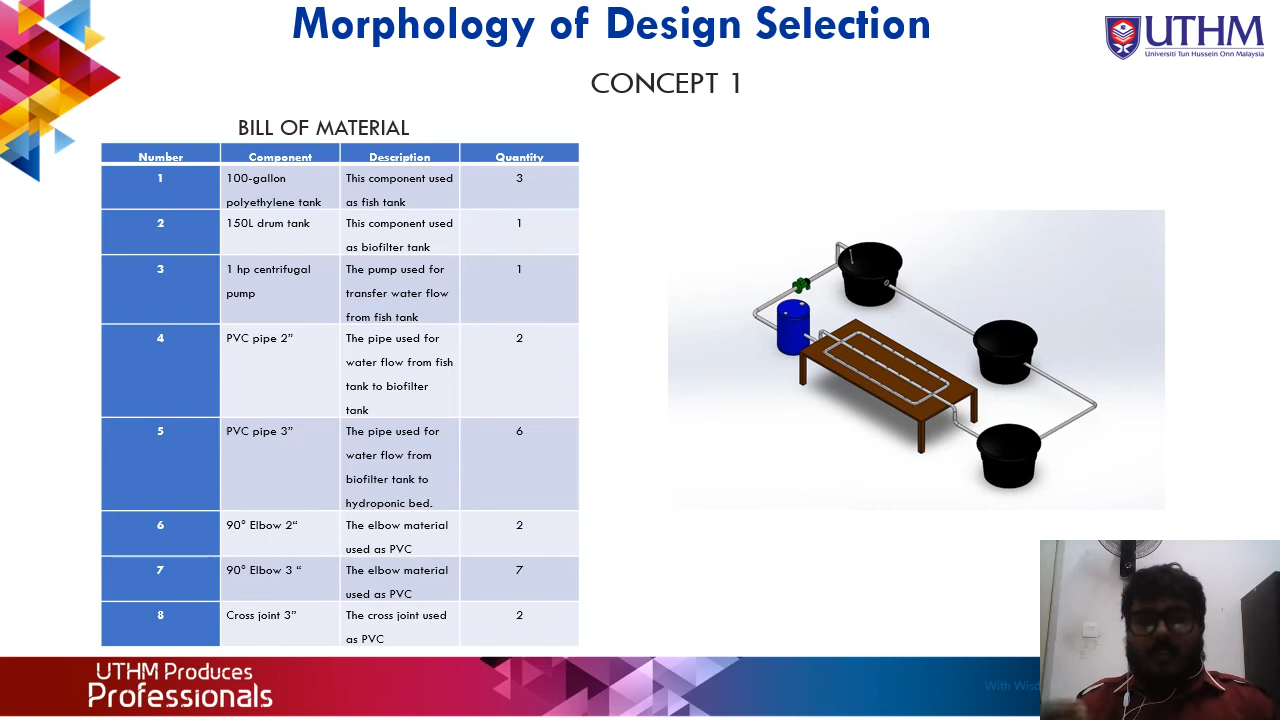 Morphology of Design Selection
UTHM
Universiti Tun Hussein Onn Malaysia
CONCEPT 1
BILL OF MATERIAL
Number Component Description Quantity
1 100-gallon This component used 3
polyethylene tank as fish tank
2 150L drum tank This component used 1
as biofilter tank
3 1 hp centrifugal The pump used for 1
pump transfer water flow
from fish tank
4 PVC pipe 2” The pipe used for 2
water flow from fish
tank to biofilter
tank
5 PVC pipe 3” The pipe used for 6
water flow from
biofilter tank to
hydroponic bed.
6 90° Elbow 2“ The elbow material 2
used as PVC
7 90° Elbow 3 “ The elbow material 7
used as PVC
8 Cross joint 3” The cross joint used 2
as PVC
UTHM Produces
Professionals
With